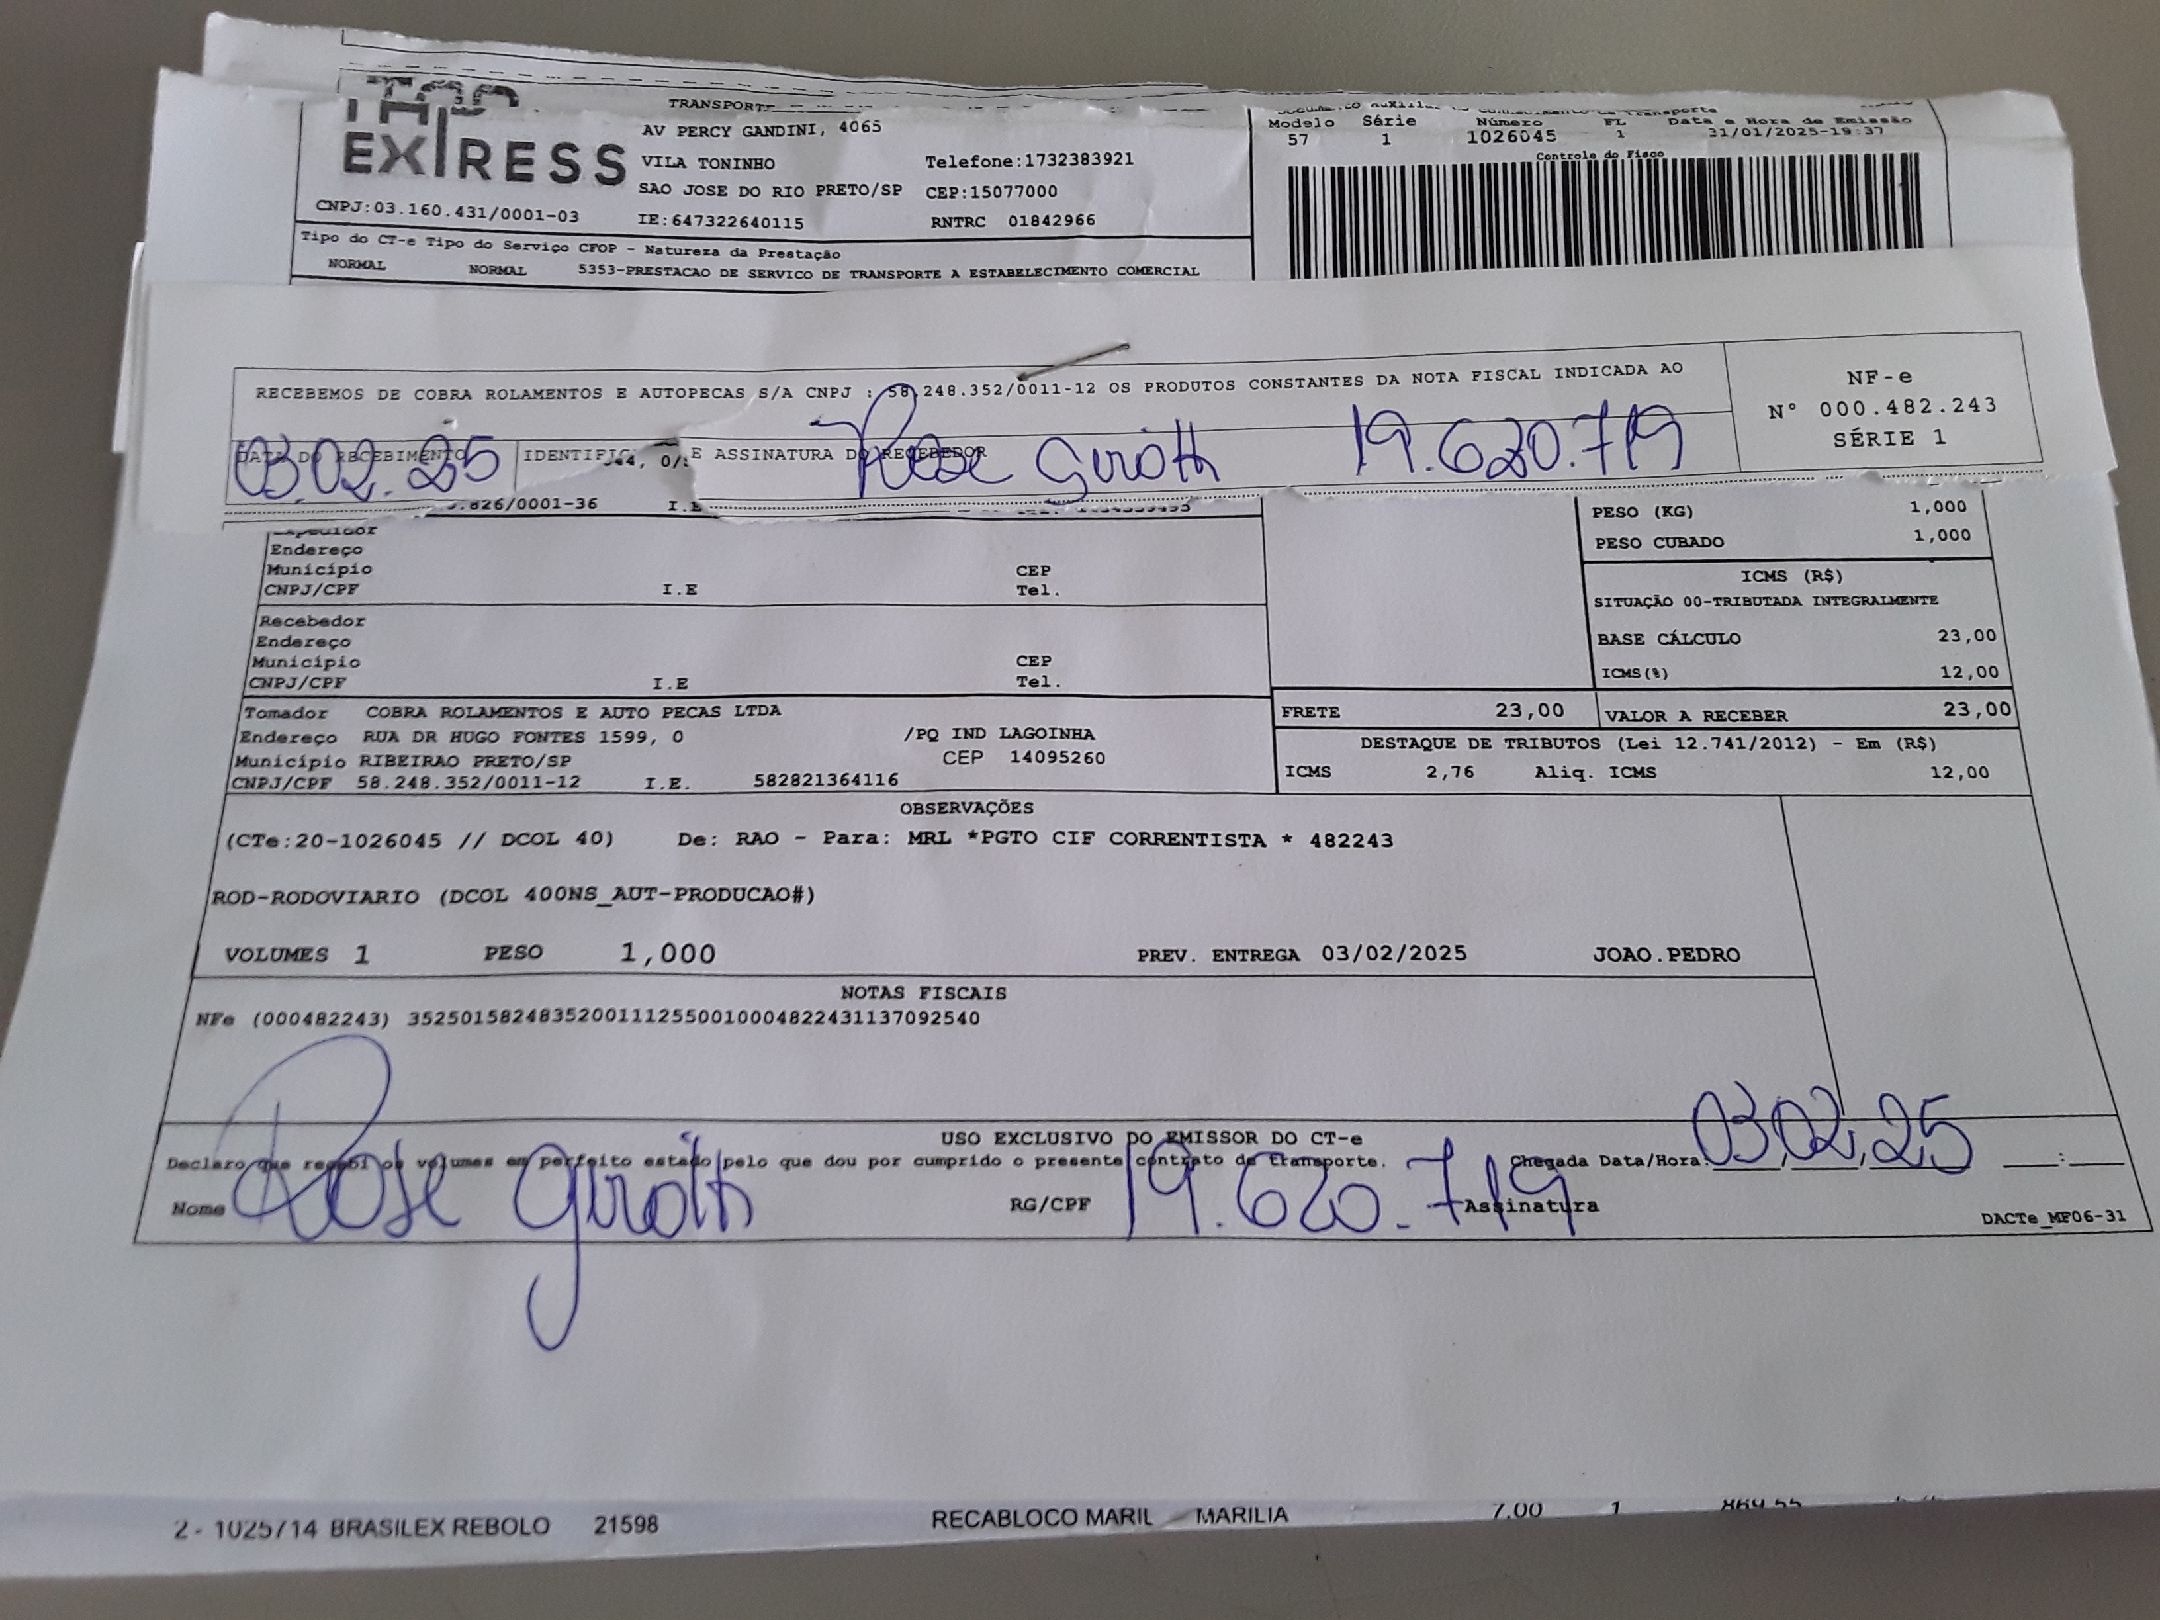 EXPRESS
TRANSPORTE
AV PERCY GANDINI, 4065
VILA TONINHO Telefone:1732383921
SAO JOSE DO RIO PRETO/SP CEP:15077000
CNPJ:03.160.431/0001-03 IE:647322640115 RNTRC 01842966
Tipo do CT-e Tipo do Serviço CFOP - Natureza da Prestação
NORMAL NORMAL 5353-PRESTACAO DE SERVICO DE TRANSPORTE A ESTABELECIMENTO COMERCIAL
Modelo Série Número FL Data e Hora de Emissão
57 1 1026045 1 31/01/2025-19:37
Controle do Fisco
RECEBEMOS DE COBRA ROLAMENTOS E AUTOPECAS S/A CNPJ : 58.248.352/0011-12 OS PRODUTOS CONSTANTES DA NOTA FISCAL INDICADA AO
NF-e
Nº 000.482.243
SÉRIE 1
DATA DO RECEBIMENTO E ASSINATURA DO RECEBEDOR
03.02.25 Rose 19.620.719
.826/0001-36
PESO (KG) 1,000
PESO CUBADO 1,000
Endereço
Município CEP
CNPJ/CPF I.E Tel.
ICMS (R$)
SITUAÇÃO 00-TRIBUTADA INTEGRALMENTE
BASE CÁLCULO 23,00
ICMS(%) 12,00
Recebedor
Endereço
Município CEP
CNPJ/CPF I.E Tel.
FRETE 23,00 VALOR A RECEBER 23,00
DESTAQUE DE TRIBUTOS (Lei 12.741/2012) - Em (R$)
ICMS 2,76 Aliq. ICMS 12,00
Tomador COBRA ROLAMENTOS E AUTO PECAS LTDA
Endereço RUA DR HUGO FONTES 1599, 0 /PQ IND LAGOINHA
Município RIBEIRAO PRETO/SP CEP 14095260
CNPJ/CPF 58.248.352/0011-12 I.E. 582821364116
OBSERVAÇÕES
(CTe:20-1026045 // DCOL 40) De: RAO - Para: MRL *PGTO CIF CORRENTISTA * 482243
ROD-RODOVIARIO (DCOL 400NS_AUT-PRODUCAO#)
VOLUMES 1 PESO 1,000 PREV. ENTREGA 03/02/2025 JOAO.PEDRO
NOTAS FISCAIS
NFe (000482243) 35250158248352001112550010004822431137092540
USO EXCLUSIVO DO EMISSOR DO CT-e
Declaro que recebi os volumes em perfeito estado pelo que dou por cumprido o presente contrato de transporte. Chegada Data/Hora: 03,02,25
Nome Rose RG/CPF 19.620.719 Assinatura
DACTe_MF06-31
2 - 1025714 BRASILEX REBOLO 21598 RECABLOCO MARIL MARILIA 7,00 1